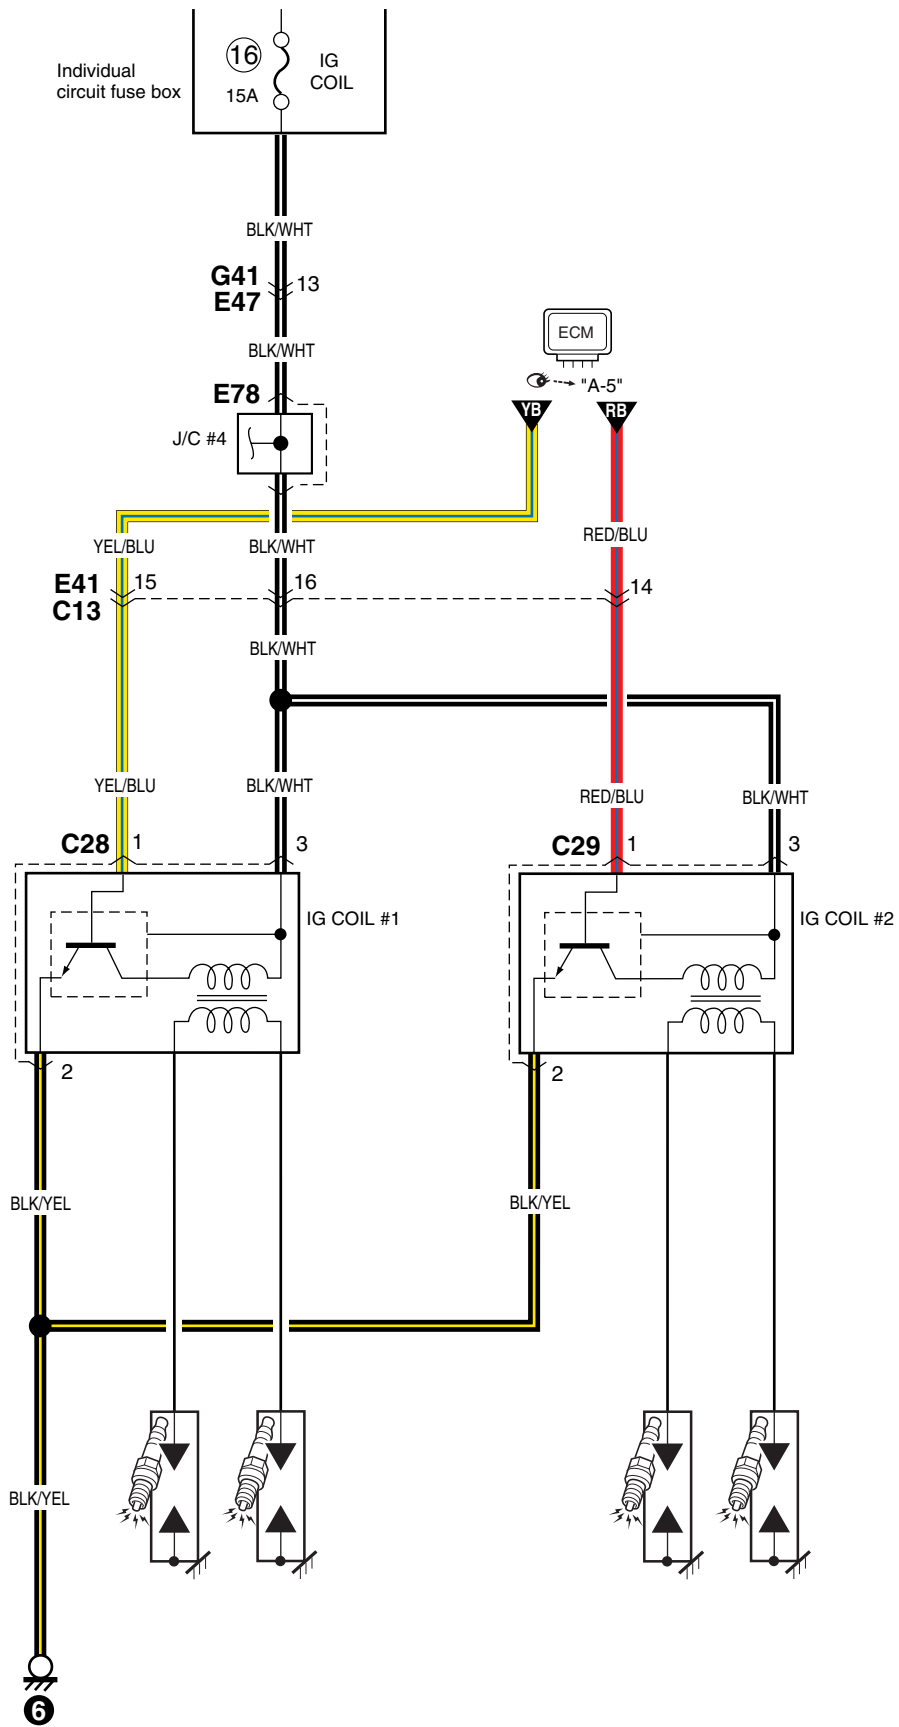 16
IG
COIL
Individual
circuit fuse box
15A
BLK/WHT
G41
13
E47
ECM
BLK/WHT
"A-5"
E78
YB
RB
J/C #4
RED/BLU
YEL/BLU
BLK/WHT
E41
15
16
14
C13
BLK/WHT
YEL/BLU
BLK/WHT
RED/BLU
BLK/WHT
C28
1
3
C29
1
3
IG COIL #1
IG COIL #2
2
2
BLK/YEL
BLK/YEL
BLK/YEL
6